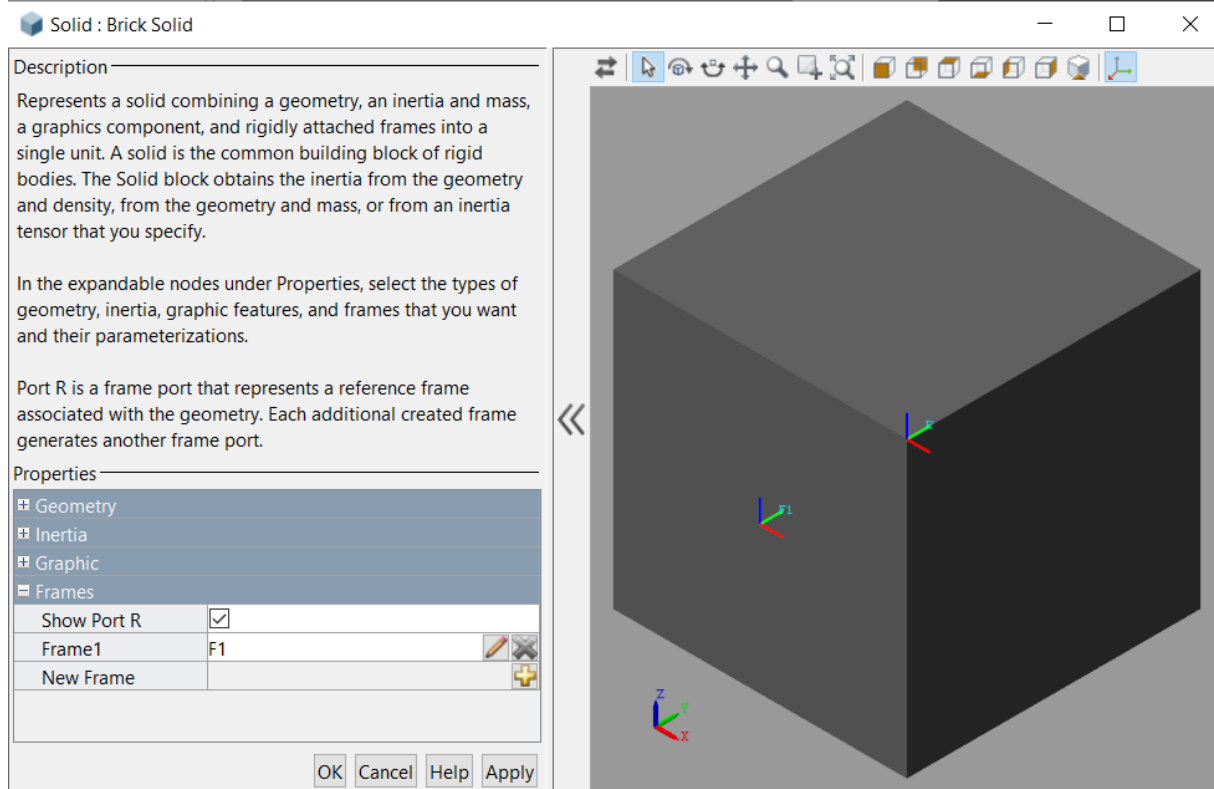 Solid : Brick Solid
Description
Represents a solid combining a geometry, an inertia and mass,
a graphics component, and rigidly attached frames into a
single unit. A solid is the common building block of rigid
bodies. The Solid block obtains the inertia from the geometry
and density, from the geometry and mass, or from an inertia
tensor that you specify.
In the expandable nodes under Properties, select the types of
geometry, inertia, graphic features, and frames that you want
and their parameterizations.
Port R is a frame port that represents a reference frame
associated with the geometry. Each additional created frame
generates another frame port.
Properties
Geometry
Inertia
Graphic
Frames
Show Port R
Frame1 F1
New Frame
OK Cancel Help Apply
R
F1
Z
Y
X